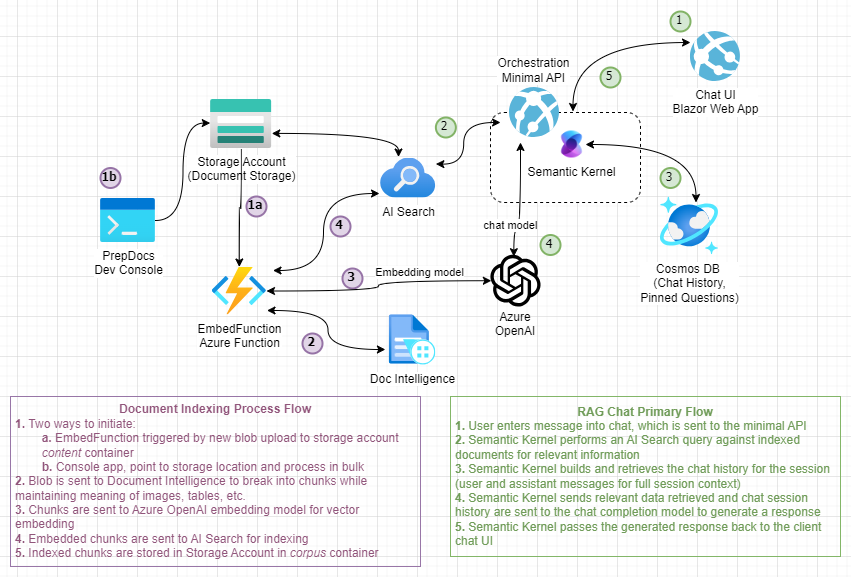 1
5
Orchestration
Minimal API
Chat UI
Blazor Web App
2
Semantic Kernel
3
Storage Account
(Document Storage)
1b
1a
AI Search
4
PrepDocs
Dev Console
chat model
4
Cosmos DB
(Chat History,
Pinned Questions)
3
Embedding model
Azure
OpenAI
EmbedFunction
Azure Function
2
Doc Intelligence
Document Indexing Process Flow
1. Two ways to initiate:
a. EmbedFunction triggered by new blob upload to storage account
content container
b. Console app, point to storage location and process in bulk
2. Blob is sent to Document Intelligence to break into chunks while
maintaining meaning of images, tables, etc.
3. Chunks are sent to Azure OpenAI embedding model for vector
embedding
4. Embedded chunks are sent to AI Search for indexing
5. Indexed chunks are stored in Storage Account in corpus container
RAG Chat Primary Flow
1. User enters message into chat, which is sent to the minimal API
2. Semantic Kernel performs an AI Search query against indexed
documents for relevant information
3. Semantic Kernel builds and retrieves the chat history for the session
(user and assistant messages for full session context)
4. Semantic Kernel sends relevant data retrieved and chat session
history are sent to the chat completion model to generate a response
5. Semantic Kernel passes the generated response back to the client
chat UI